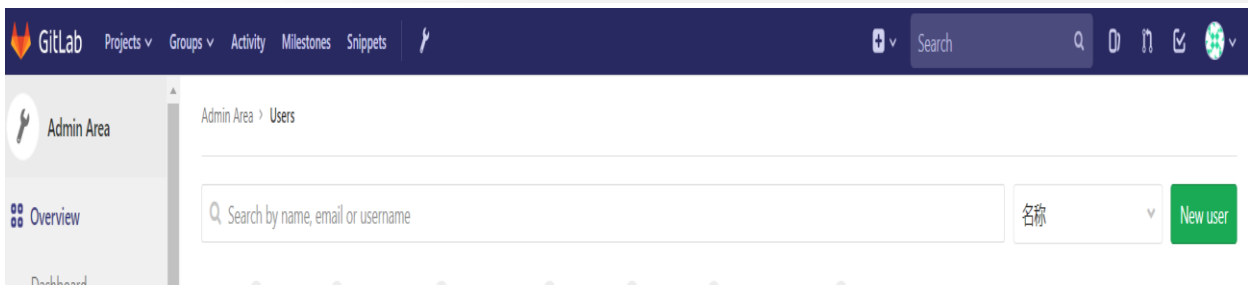 GitLab Projects Groups Activity Milestones Snippets Search
Admin Area
Admin Area > Users
Overview
Search by name, email or username 名称 New user
Dashboard